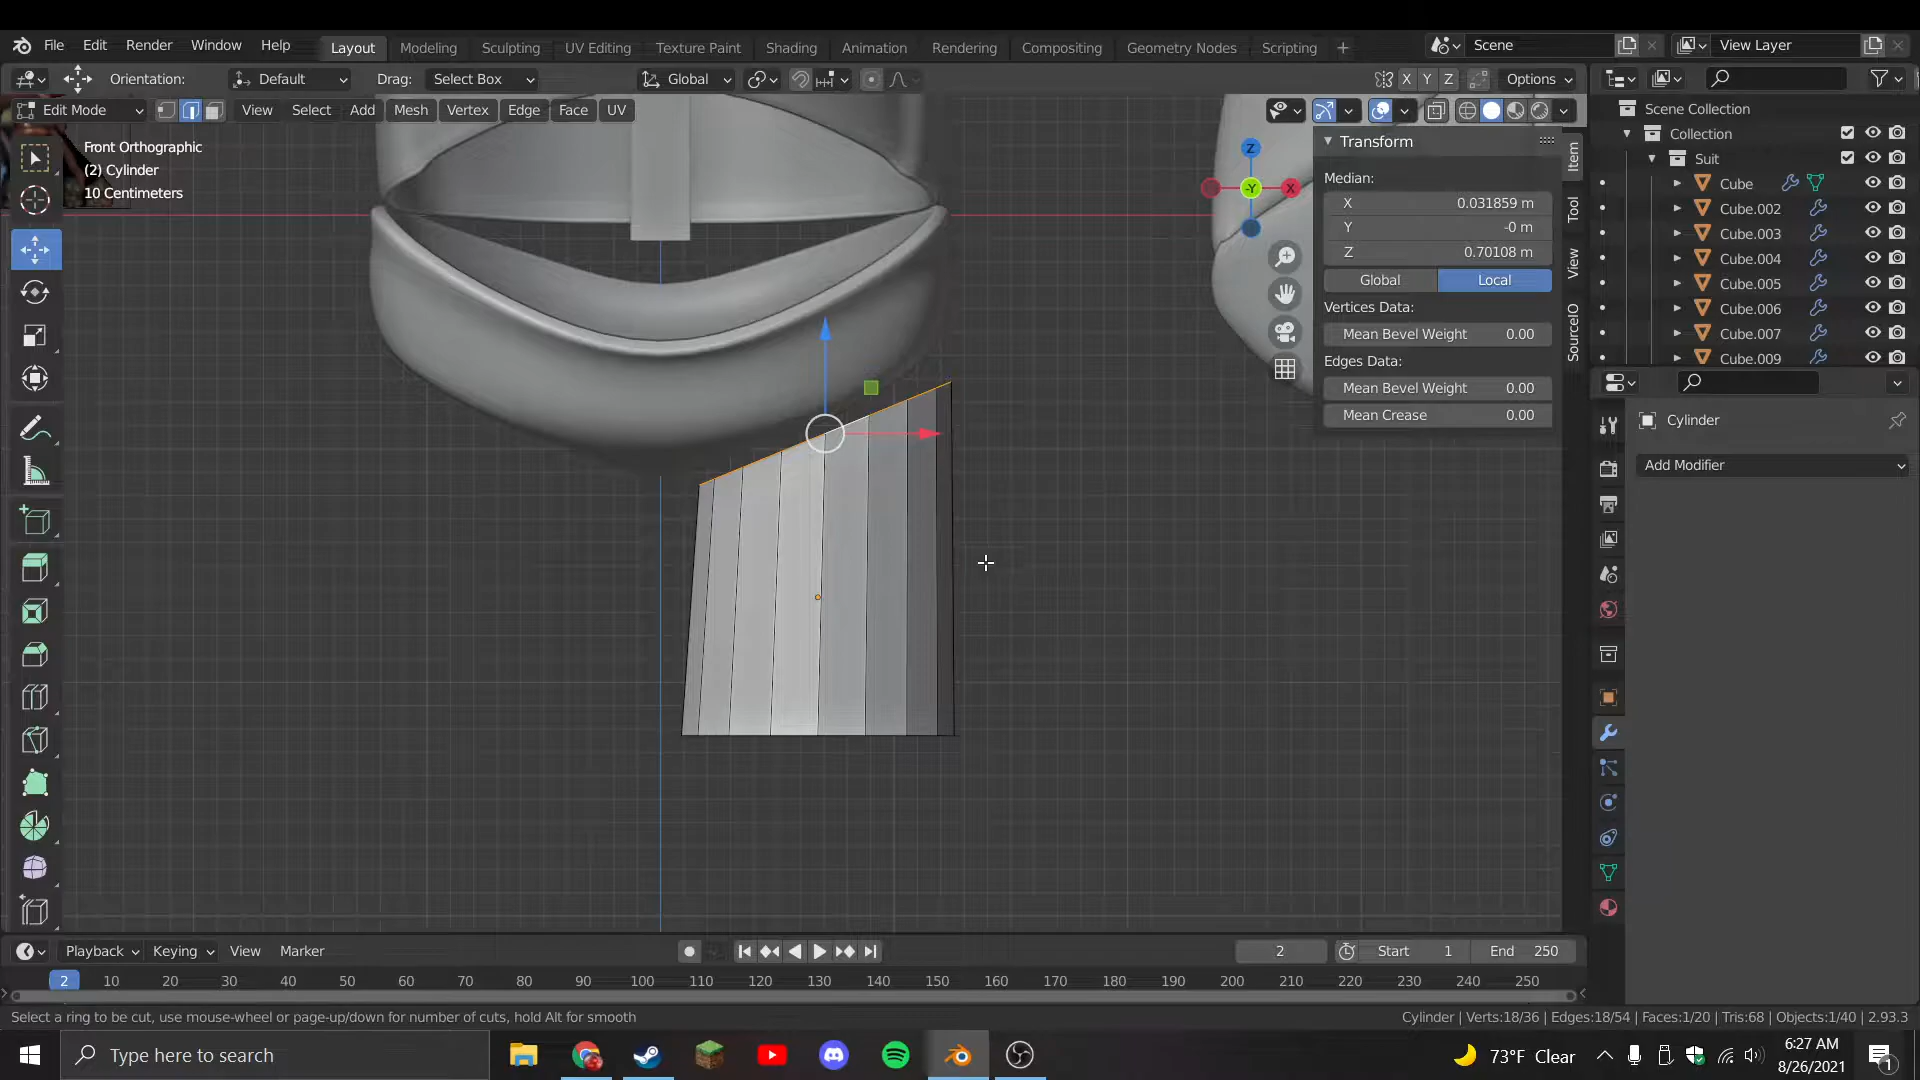 File Edit Render Window Help Layout Modeling Sculpting UV Editing Texture Paint Shading Animation Rendering Compositing Geometry Nodes Scripting + Scene View Layer
Orientation: Default Drag: Select Box Global X Y Z Options
Edit Mode View Select Add Mesh Vertex Edge Face UV
Front Orthographic
(2) Cylinder
10 Centimeters
Z
-Y
X
Transform
Median:
X 0.031859 m
Y -0 m
Z 0.70108 m
Global Local
Vertices Data:
Mean Bevel Weight 0.00
Edges Data:
Mean Bevel Weight 0.00
Mean Crease 0.00
Item
Tool
View
SourceIO
Scene Collection
Collection
Suit
Cube
Cube.002
Cube.003
Cube.004
Cube.005
Cube.006
Cube.007
Cube.009
Cylinder
Add Modifier
Playback Keying View Marker 2 Start 1 End 250
2 10 20 30 40 50 60 70 80 90 100 110 120 130 140 150 160 170 180 190 200 210 220 230 240 250
Select a ring to be cut, use mouse-wheel or page-up/down for number of cuts, hold Alt for smooth
Cylinder | Verts:18/36 | Edges:18/54 | Faces:1/20 | Tris:68 | Objects:1/40 | 2.93.3
Type here to search
73°F Clear
6:27 AM
8/26/2021
1